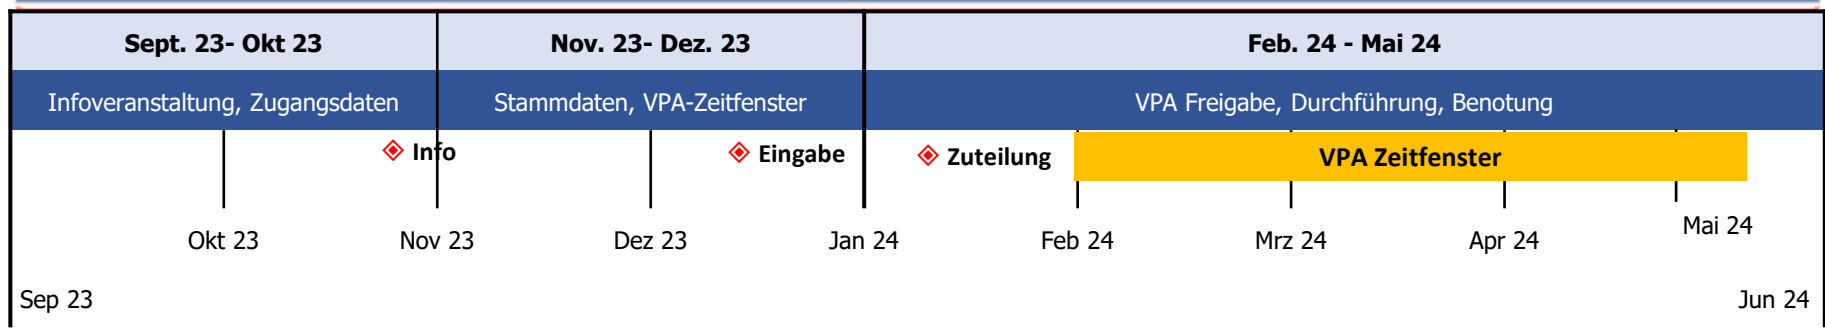 Sept. 23- Okt 23
Nov. 23- Dez. 23
Feb. 24 - Mai 24
Infoveranstaltung, Zugangsdaten
Stammdaten, VPA-Zeitfenster
VPA Freigabe, Durchführung, Benotung
Info
Eingabe
Zuteilung
VPA Zeitfenster
Okt 23
Nov 23
Dez 23
Jan 24
Feb 24
Mrz 24
Apr 24
Mai 24
Sep 23
Jun 24